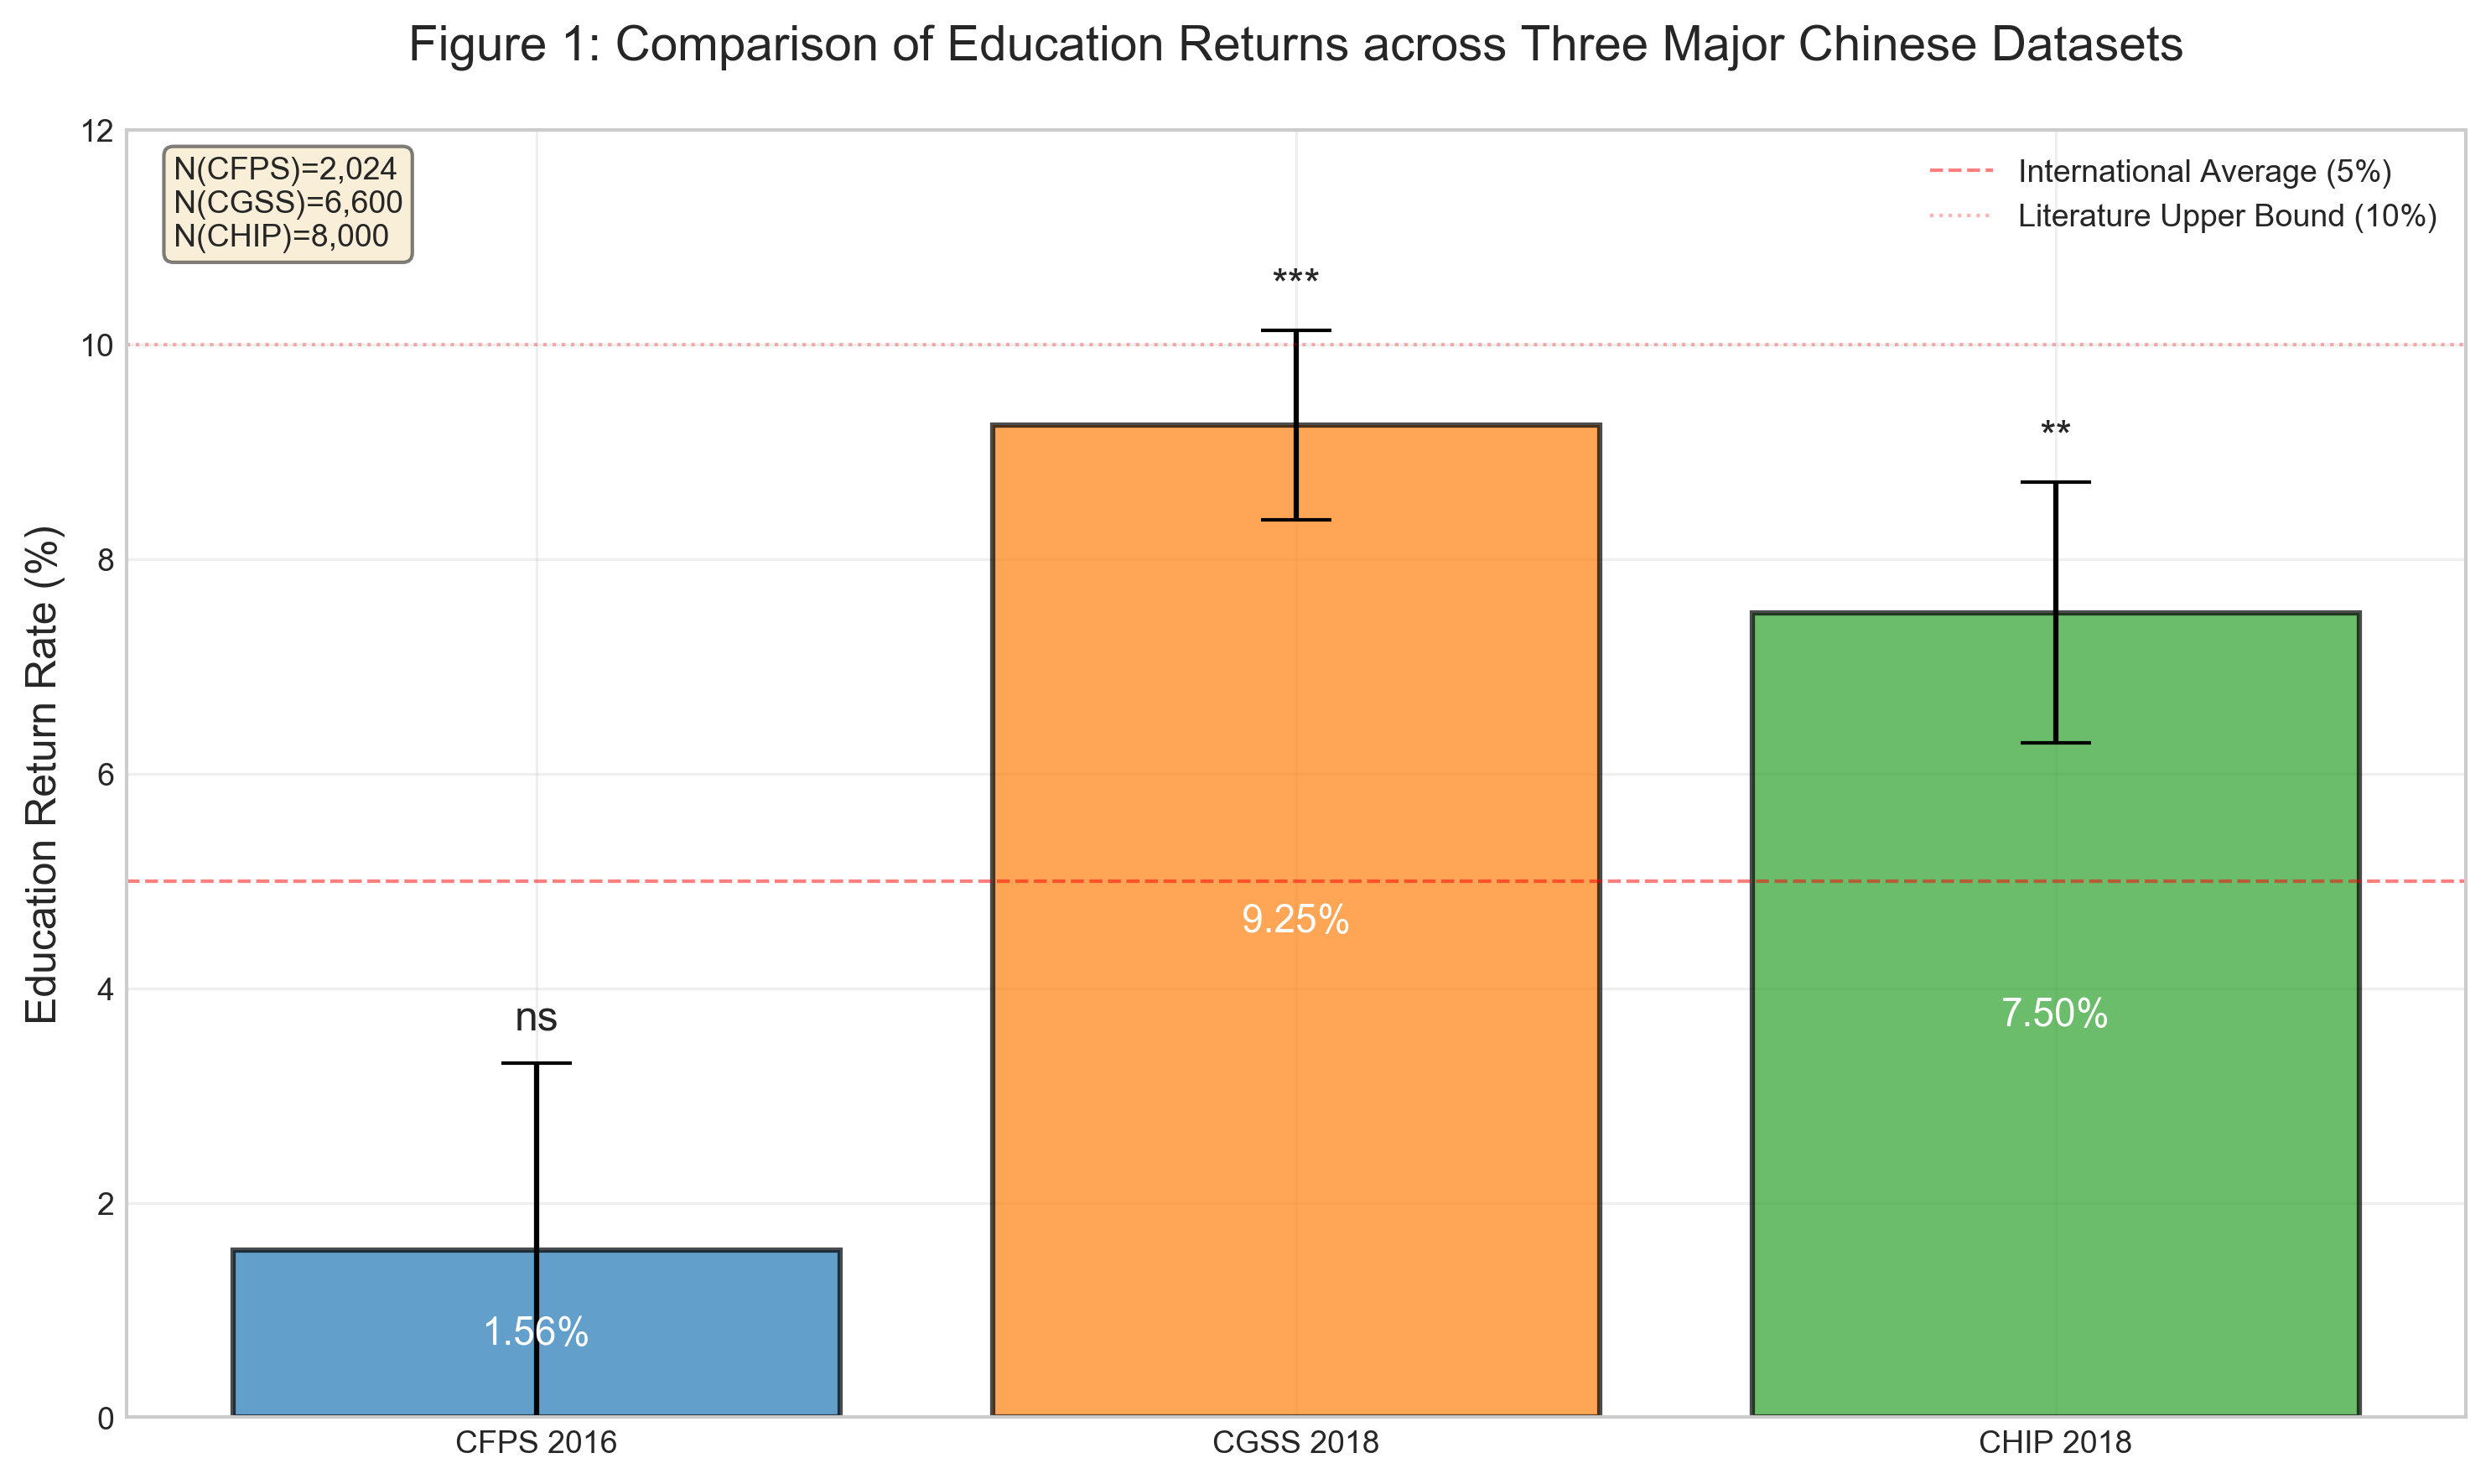 Figure 1: Comparison of Education Returns across Three Major Chinese Datasets
N(CFPS)=2,024
N(CGSS)=6,600
N(CHIP)=8,000
International Average (5%)
Literature Upper Bound (10%)
Education Return Rate (%)
12
10
8
6
4
2
0
ns
***
**
1.56%
9.25%
7.50%
CFPS 2016
CGSS 2018
CHIP 2018